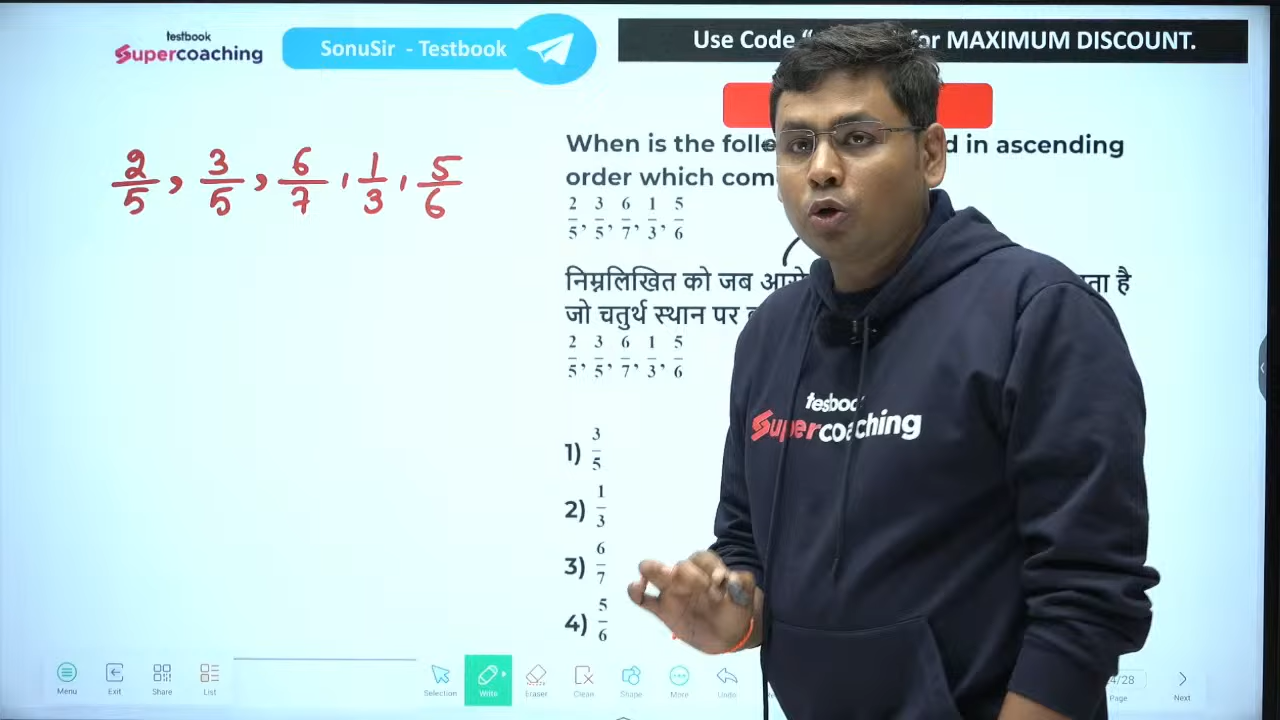 testbook
Supercoaching
SonuSir - Testbook
Use Code “ for MAXIMUM DISCOUNT.
2/5, 3/5, 6/7, 1/3, 5/6
When is the in ascending
order which
2/5, 3/5, 6/7, 1/3, 5/6
निम्नलिखित को जब है
जो चतुर्थ स्थान पर
2/5, 3/5, 6/7, 1/3, 5/6
1) 3/5
2) 1/3
3) 6/7
4) 5/6
Supercoaching
Menu Exit Share List Selection Write Eraser Clean Shape More Undo Page Next